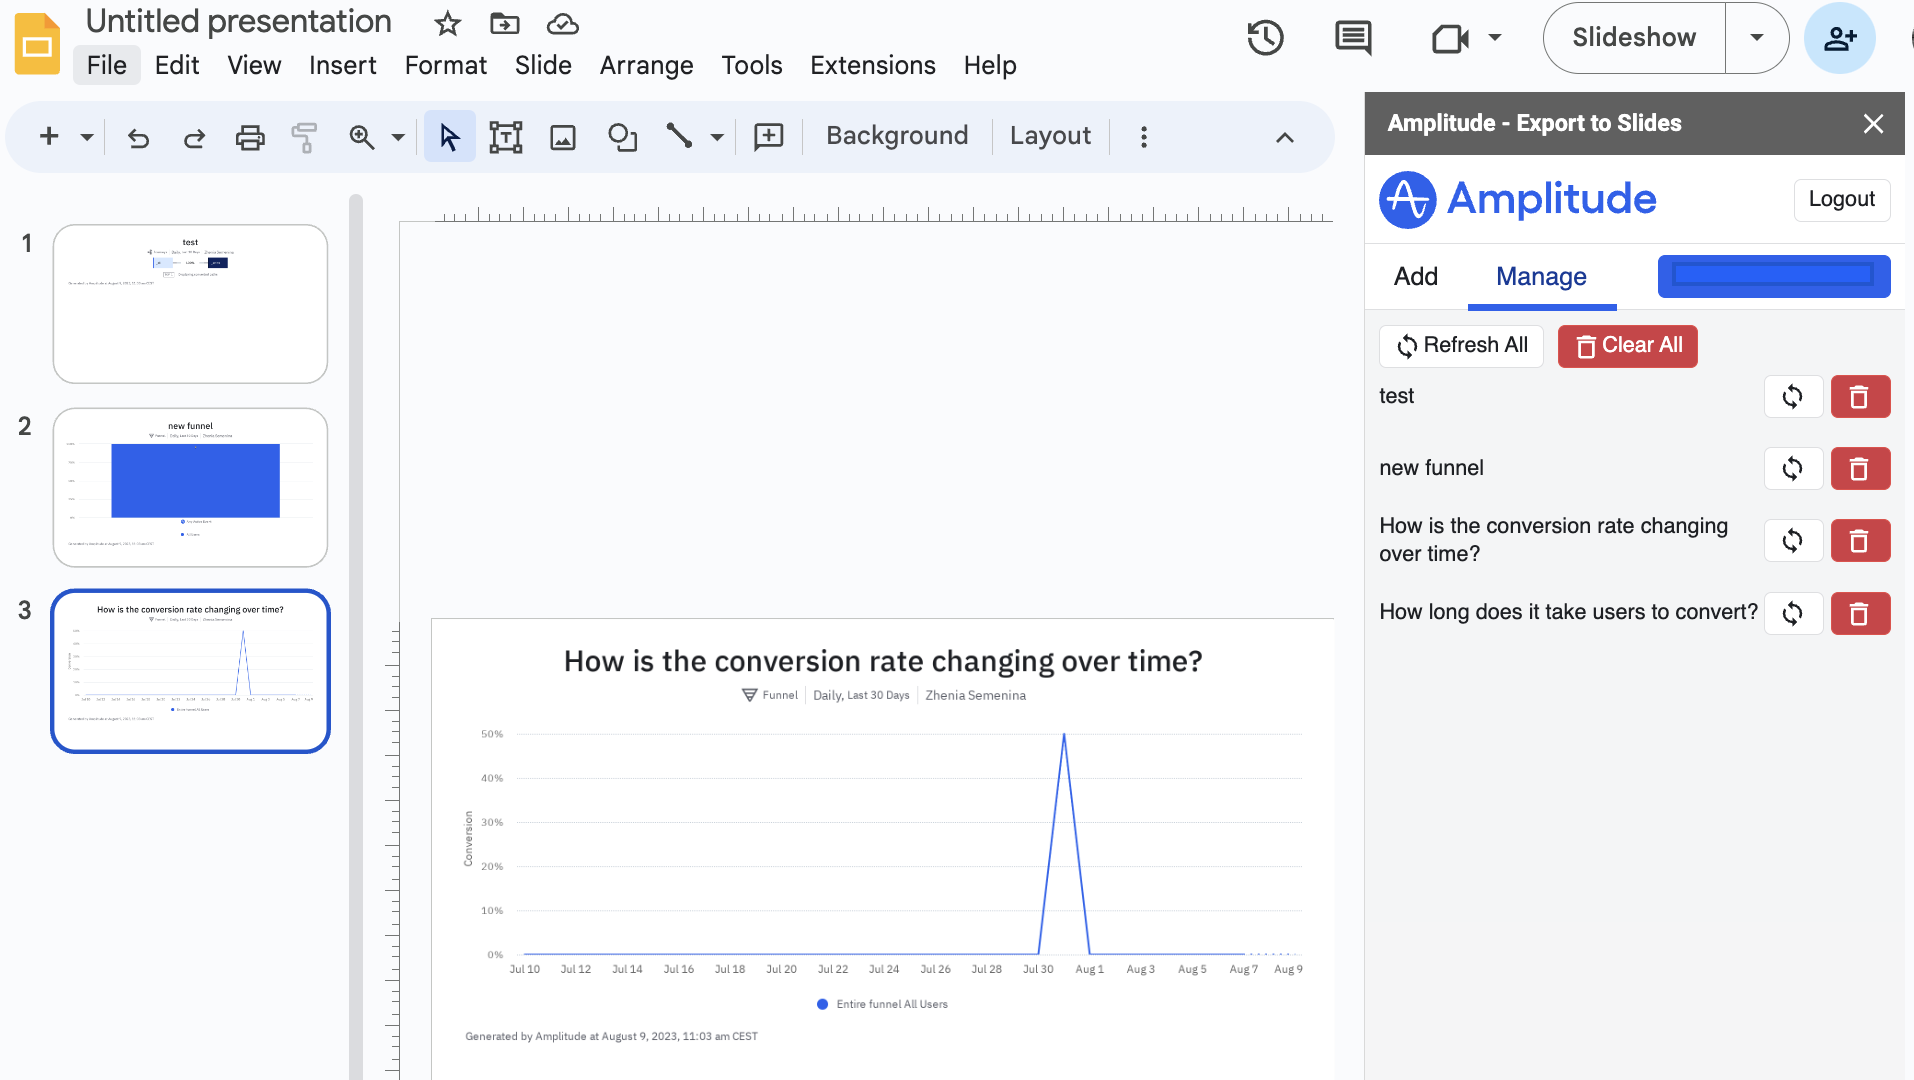 Untitled presentation
File Edit View Insert Format Slide Arrange Tools Extensions Help
Slideshow
Background Layout
Amplitude - Export to Slides
Amplitude
Logout
Add Manage
Refresh All Clear All
test
new funnel
How is the conversion rate changing
over time?
How long does it take users to convert?
1
test
2
new funnel
3
How is the conversion rate changing over time?
How is the conversion rate changing over time?
Funnel Daily, Last 30 Days Zhenia Semenina
50%
40%
30%
20%
10%
0%
Conversion
Jul 10 Jul 12 Jul 14 Jul 16 Jul 18 Jul 20 Jul 22 Jul 24 Jul 26 Jul 28 Jul 30 Aug 1 Aug 3 Aug 5 Aug 7 Aug 9
Entire funnel All Users
Generated by Amplitude at August 9, 2023, 11:03 am CEST